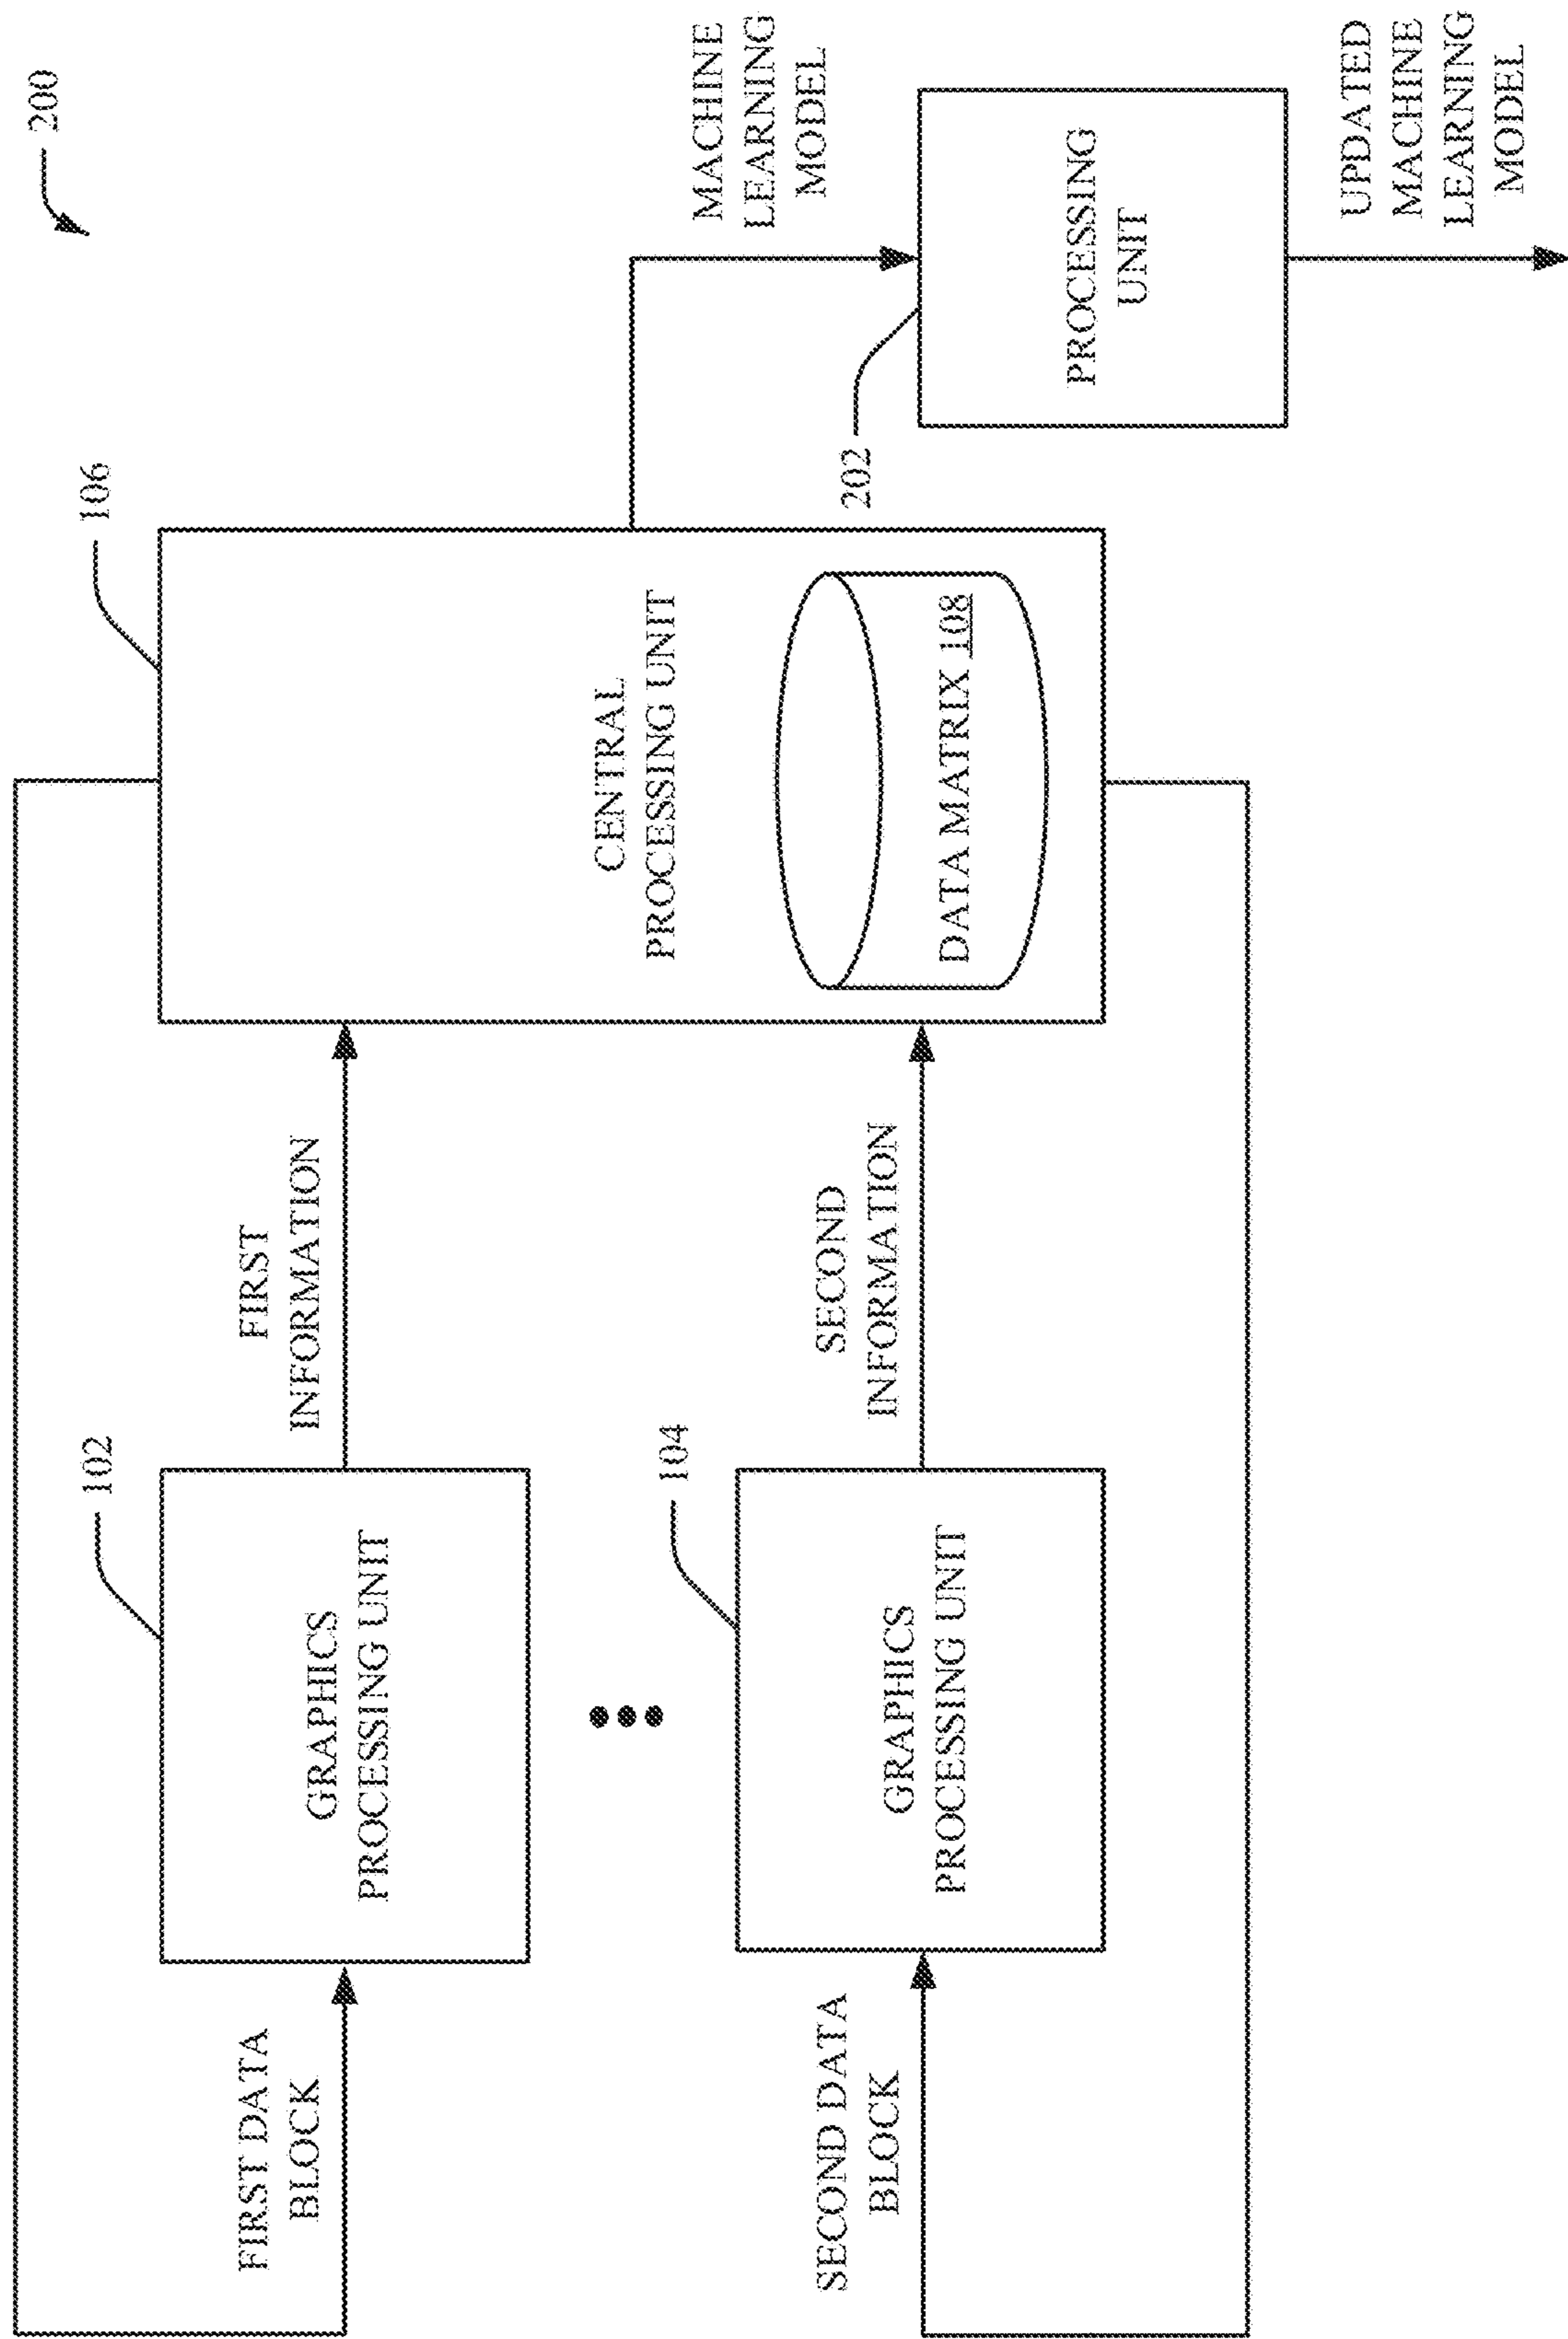 200
106
102
FIRST DATA
BLOCK
GRAPHICS
PROCESSING UNIT
FIRST
INFORMATION
CENTRAL
PROCESSING UNIT
DATA MATRIX 108
MACHINE
LEARNING
MODEL
104
SECOND DATA
BLOCK
GRAPHICS
PROCESSING UNIT
SECOND
INFORMATION
202
PROCESSING
UNIT
UPDATED
MACHINE
LEARNING
MODEL